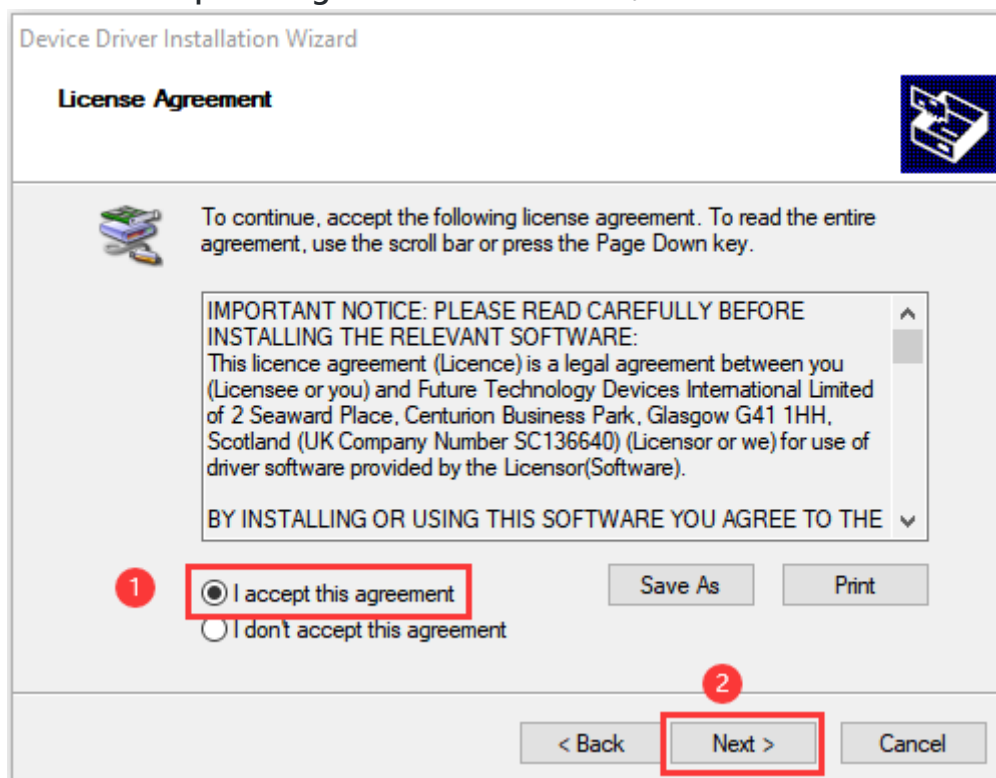 Device Driver Installation Wizard
License Agreement
To continue, accept the following license agreement. To read the entire
agreement, use the scroll bar or press the Page Down key.
IMPORTANT NOTICE: PLEASE READ CAREFULLY BEFORE
INSTALLING THE RELEVANT SOFTWARE:
This licence agreement (Licence) is a legal agreement between you
(Licensee or you) and Future Technology Devices International Limited
of 2 Seaward Place, Centurion Business Park, Glasgow G41 1HH,
Scotland (UK Company Number SC136640) (Licensor or we) for use of
driver software provided by the Licensor(Software).
BY INSTALLING OR USING THIS SOFTWARE YOU AGREE TO THE
1
I accept this agreement
Save As
Print
I don't accept this agreement
2
< Back
Next >
Cancel